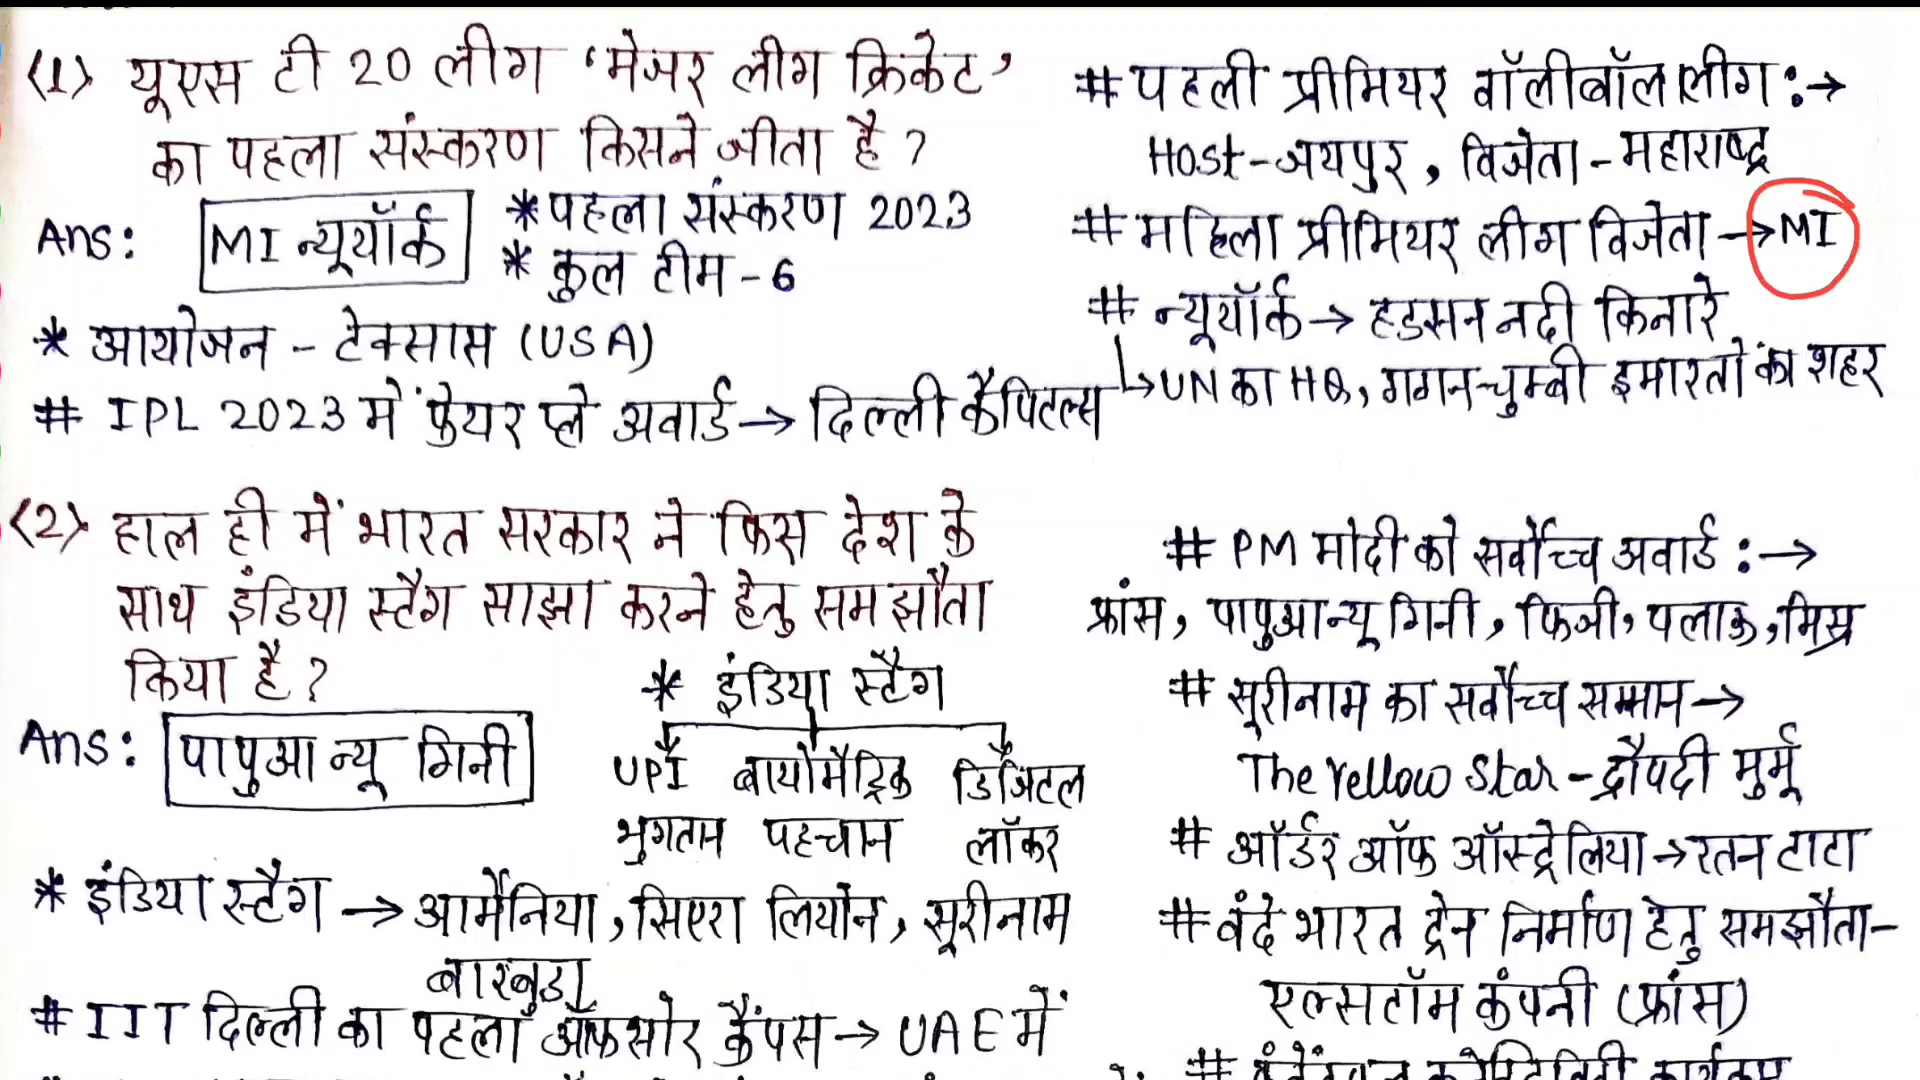 (1) यूएस टी 20 लीग 'मेजर लीग क्रिकेट'
का पहला संस्करण किसने जीता है ?
Ans: MI न्यूयॉर्क
* पहला संस्करण 2023
* कुल टीम - 6
* आयोजन - टेक्सास (USA)
# IPL 2023 में फेयर प्ले अवार्ड → दिल्ली कैपिटल्स
# पहली प्रीमियर वॉलीबॉल लीग :→
Host - जयपुर, विजेता - महाराष्ट्र
# महिला प्रीमियर लीग विजेता → MI
# न्यूयॉर्क → हडसन नदी किनारे
↳ UN का HQ, गगनचुम्बी इमारतों का शहर
(2) हाल ही में भारत सरकार ने किस देश के
साथ इंडिया स्टैग साझा करने हेतु समझौता
किया है ?
Ans: पापुआ न्यू गिनी
* इंडिया स्टैग
UPI बायोमैट्रिक डिजिटल
भुगतान पहचान लॉकर
* इंडिया स्टैग → आर्मेनिया, सिएरा लियोन, सूरीनाम
बारबुडा
# IIT दिल्ली का पहला ऑफसोर कैंपस → UAE में
# PM मोदी को सर्वोच्च अवार्ड :→
फ्रांस, पापुआ न्यू गिनी, फिजी, पलाऊ, मिस्र
# सूरीनाम का सर्वोच्च सम्मान →
The Yellow Star - द्रौपदी मुर्मू
# ऑर्डर ऑफ ऑस्ट्रेलिया → रतन टाटा
# वंदे भारत ट्रेन निर्माण हेतु समझौता -
एल्सटॉम कंपनी (फ्रांस)